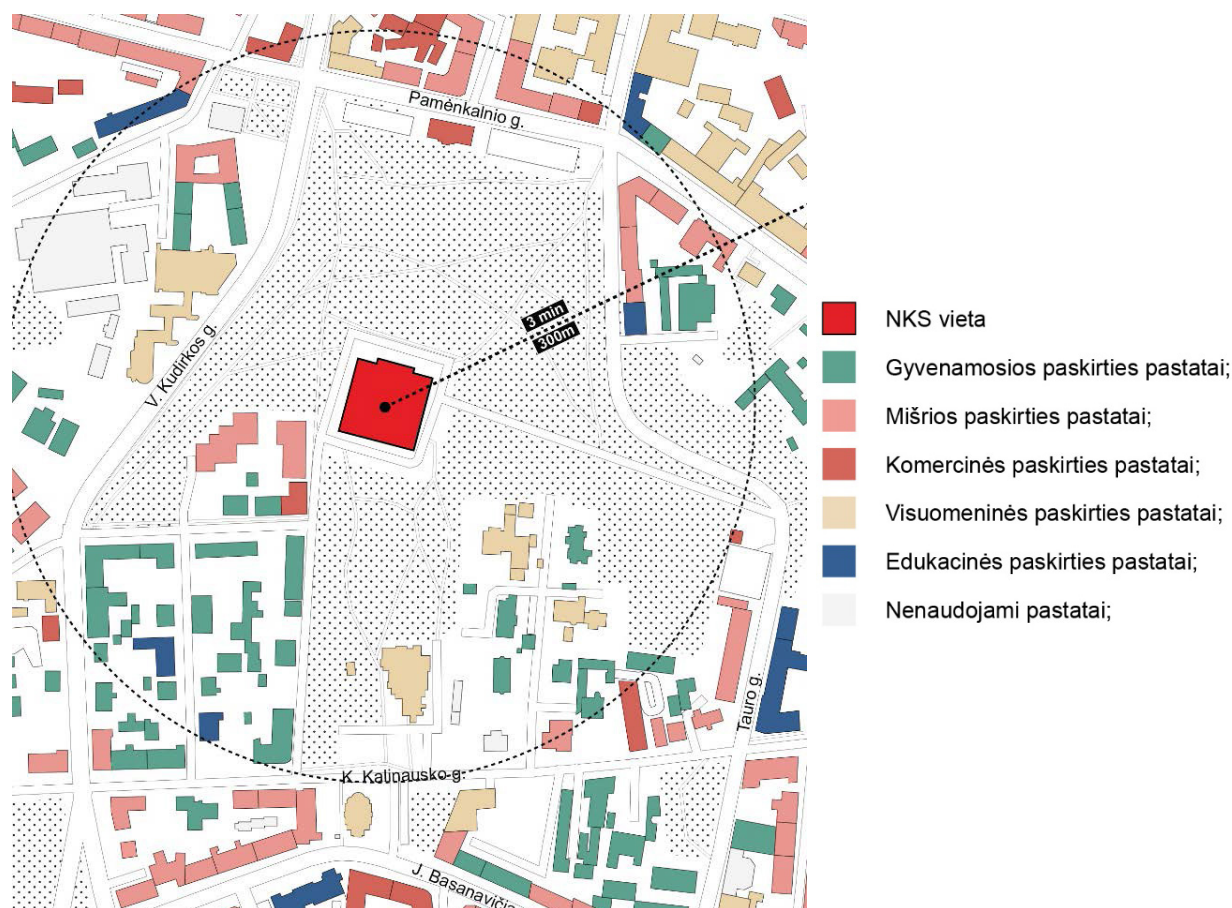 Pamėnkalnio g.
V. Kudirkos g.
3 min
300m
Tauro g.
K. Kalinausko g.
J. Basanavičia
NKS vieta
Gyvenamosios paskirties pastatai;
Mišrios paskirties pastatai;
Komercinės paskirties pastatai;
Visuomeninės paskirties pastatai;
Edukacinės paskirties pastatai;
Nenaudojami pastatai;